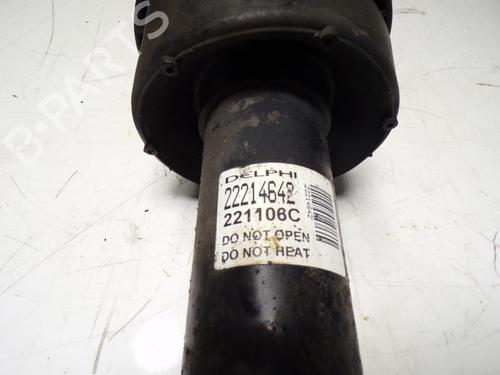 B-PARTS
DELPHI
22214642
221106C
DO NOT OPEN
DO NOT HEAT